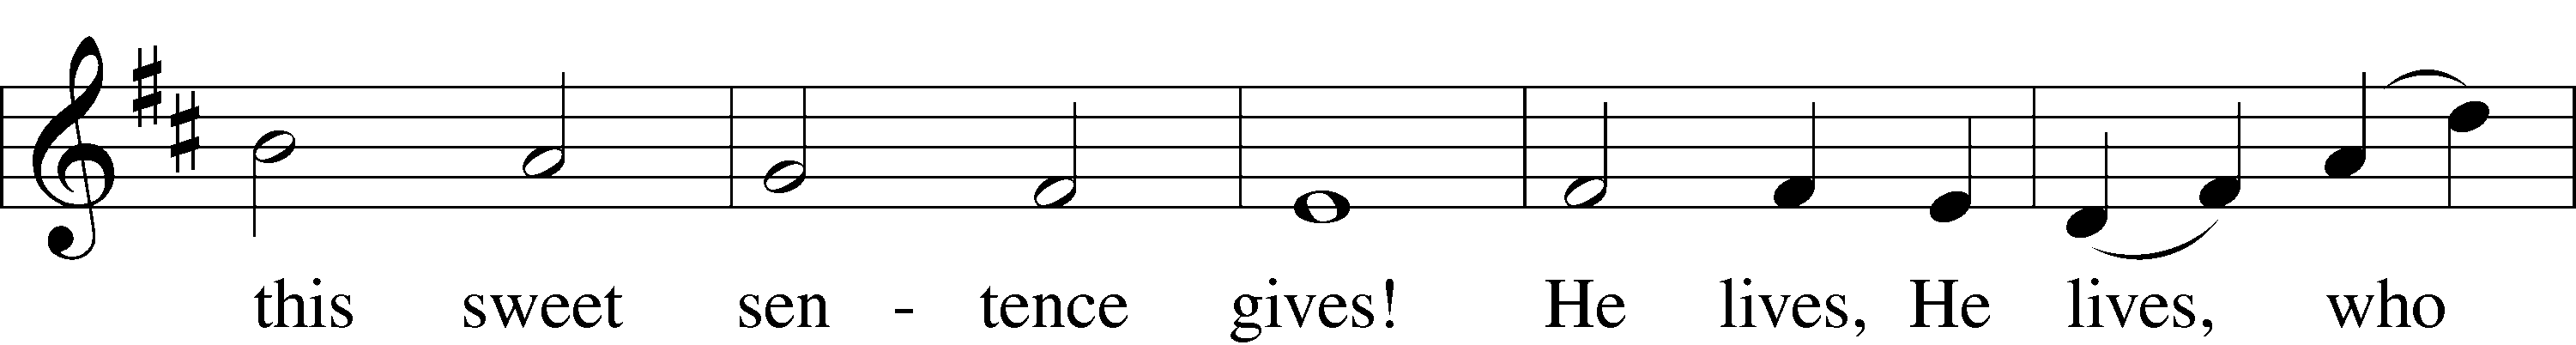 this sweet sen - tence gives! He lives, He lives, who